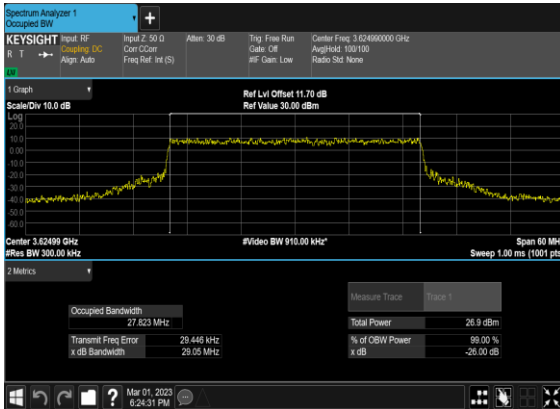 Spectrum Analyzer 1
Occupied BW
KEYSIGHT Input: RF Input Z: 50 Ω Atten: 30 dB Trig: Free Run Center Freq: 3.624990000 GHz
R T Coupling: DC Corr CCorr Gate: Off Avg|Hold: 100/100
Align: Auto Freq Ref: Int (S) #IF Gain: Low Radio Std: None
LW
1 Graph
Ref Lvl Offset 11.70 dB
Scale/Div 10.0 dB Ref Value 30.00 dBm
Log
20.0
10.0
0.00
-10.0
-20.0
-30.0
-40.0
-50.0
-60.0
Center 3.62499 GHz #Video BW 910.00 kHz* Span 60 MH
#Res BW 300.00 kHz Sweep 1.00 ms (1001 pts
2 Metrics
Measure Trace Trace 1
Occupied Bandwidth
27.823 MHz Total Power 26.9 dBm
Transmit Freq Error 29.446 kHz % of OBW Power 99.00 %
x dB Bandwidth 29.05 MHz x dB -26.00 dB
Mar 01, 2023
6:24:31 PM